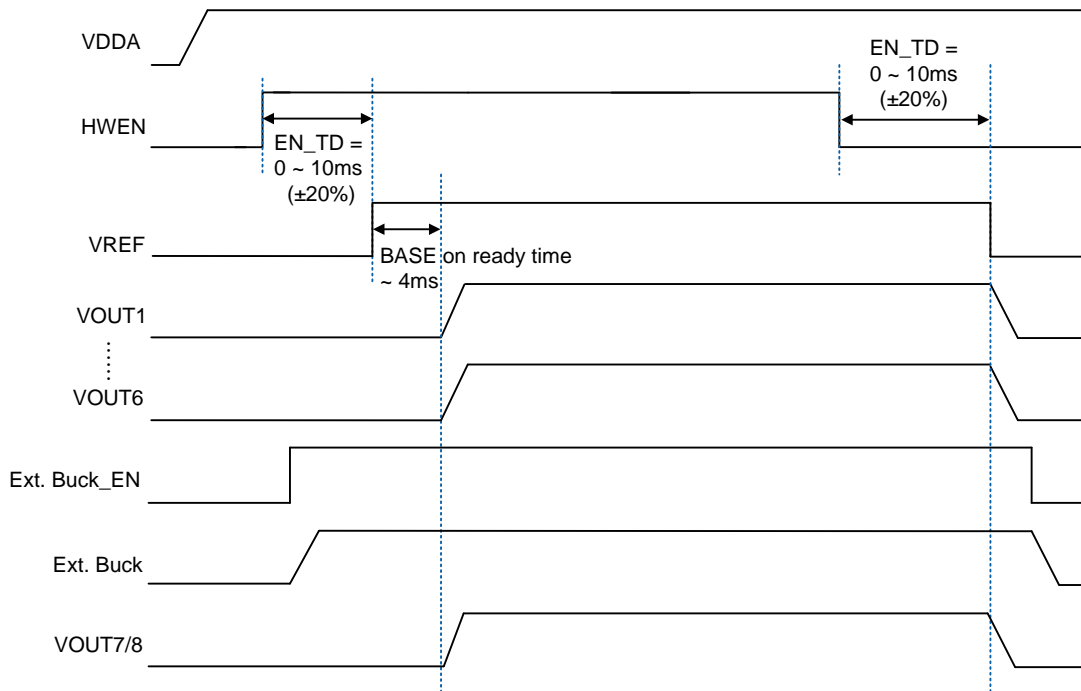 VDDA
EN_TD =
0 ~ 10ms
(±20%)
HWEN
EN_TD =
0 ~ 10ms
(±20%)
VREF
BASE on ready time
~ 4ms
VOUT1
VOUT6
Ext. Buck_EN
Ext. Buck
VOUT7/8